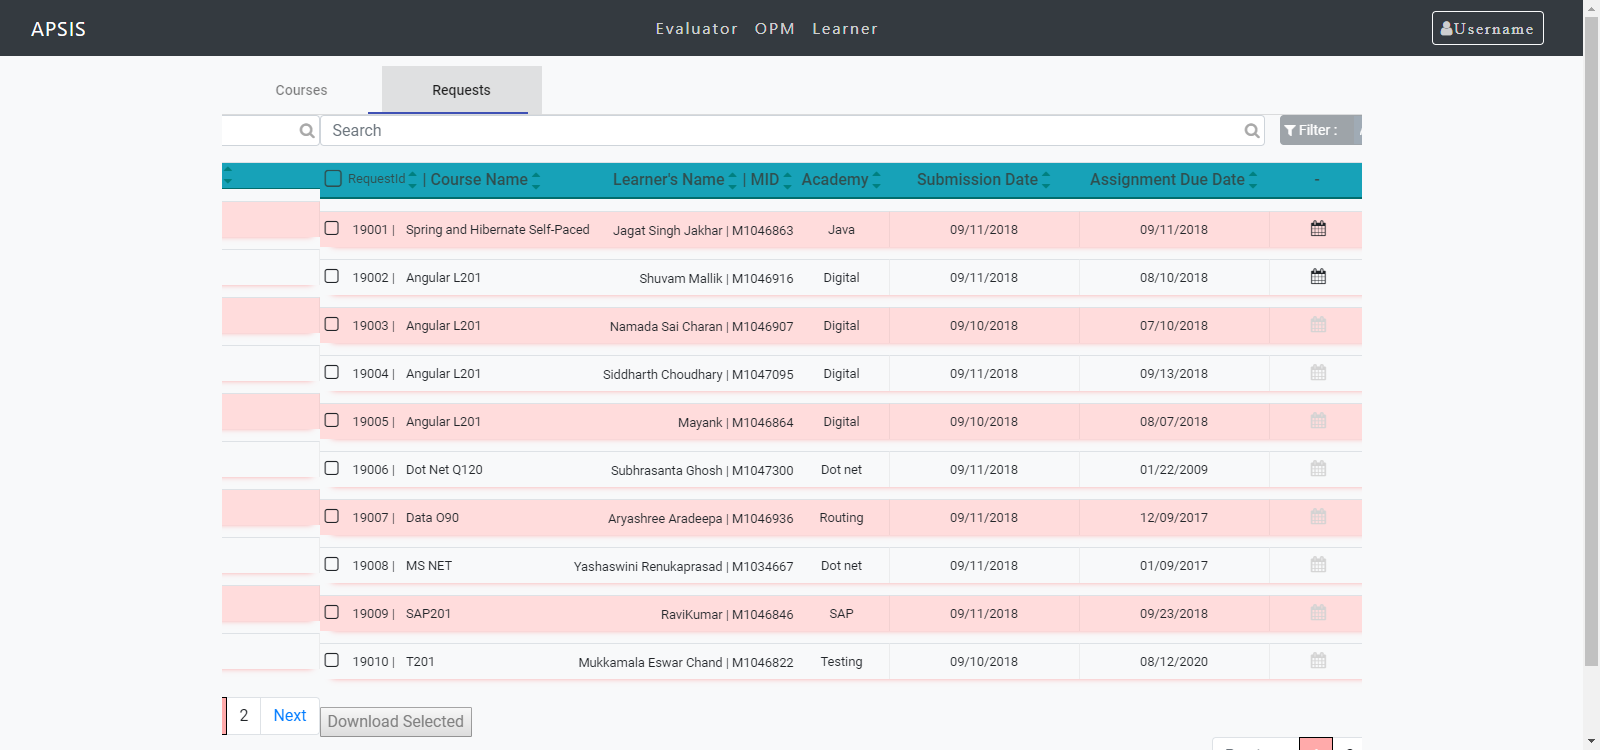 APSIS Evaluator OPM Learner Username
Courses Requests
Search Filter :
RequestId | Course Name Learner's Name | MID Academy Submission Date Assignment Due Date -
19001 | Spring and Hibernate Self-Paced Jagat Singh Jakhar | M1046863 Java 09/11/2018 09/11/2018
19002 | Angular L201 Shuvam Mallik | M1046916 Digital 09/11/2018 08/10/2018
19003 | Angular L201 Namada Sai Charan | M1046907 Digital 09/10/2018 07/10/2018
19004 | Angular L201 Siddharth Choudhary | M1047095 Digital 09/11/2018 09/13/2018
19005 | Angular L201 Mayank | M1046864 Digital 09/10/2018 08/07/2018
19006 | Dot Net Q120 Subhrasanta Ghosh | M1047300 Dot net 09/11/2018 01/22/2009
19007 | Data O90 Aryashree Aradeepa | M1046936 Routing 09/11/2018 12/09/2017
19008 | MS NET Yashaswini Renukaprasad | M1034667 Dot net 09/11/2018 01/09/2017
19009 | SAP201 RaviKumar | M1046846 SAP 09/11/2018 09/23/2018
19010 | T201 Mukkamala Eswar Chand | M1046822 Testing 09/10/2018 08/12/2020
2 Next Download Selected